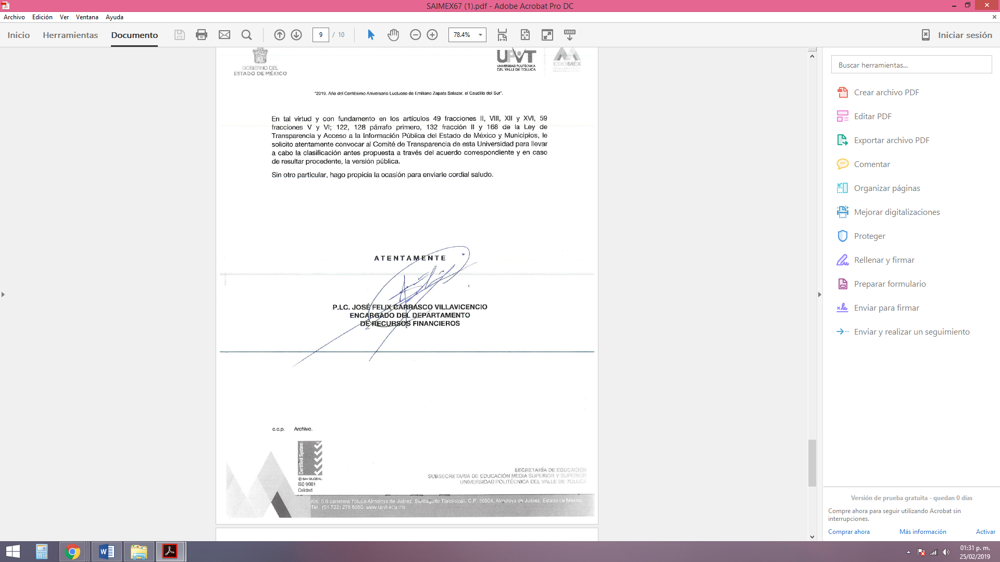 SAIMEX67 (1).pdf - Adobe Acrobat Pro DC
Archivo Edición Ver Ventana Ayuda
Inicio Herramientas Documento 9 / 10 78.4% Iniciar sesión
GOBIERNO DEL
ESTADO DE MÉXICO
UPVT
UNIVERSIDAD POLITÉCNICA
DEL VALLE DE TOLUCA
EDOMÉX
"2019. Año del Centésimo Aniversario Luctuoso de Emiliano Zapata Salazar, el Caudillo del Sur".
En tal virtud y con fundamento en los artículos 49 fracciones II, VIII, XII y XVI, 59
fracciones V y VI; 122, 128 párrafo primero, 132 fracción II y 168 de la Ley de
Transparencia y Acceso a la Información Pública del Estado de México y Municipios, le
solicito atentamente convocar al Comité de Transparencia de esta Universidad para llevar
a cabo la clasificación antes propuesta a través del acuerdo correspondiente y en caso
de resultar procedente, la versión pública.
Sin otro particular, hago propicia la ocasión para enviarle cordial saludo.
ATENTAMENTE
P.LC. JOSÉ FELIX CARRASCO VILLAVICENCIO
ENCARGADO DEL DEPARTAMENTO
DE RECURSOS FINANCIEROS
c.c.p. Archivo.
Certified System
SAI GLOBAL
ISO 9001
Calidad
SECRETARÍA DE EDUCACIÓN
SUBSECRETARÍA DE EDUCACIÓN MEDIA SUPERIOR Y SUPERIOR
UNIVERSIDAD POLITÉCNICA DEL VALLE DE TOLUCA
Km. 5.6 carretera Toluca-Almoloya de Juárez, Santiaguito Tlalcilalcali, C.P. 50904, Almoloya de Juárez, Estado de México.
Tel.: (01 722) 276 6060. www.upvt.edu.mx
Buscar herramientas...
Crear archivo PDF
Editar PDF
Exportar archivo PDF
Comentar
Organizar páginas
Mejorar digitalizaciones
Proteger
Rellenar y firmar
Preparar formulario
Enviar para firmar
Enviar y realizar un seguimiento
Versión de prueba gratuita - quedan 0 días
Compre ahora para seguir utilizando Acrobat sin
interrupciones.
Comprar ahora Más información Activar
01:31 p. m.
25/02/2019